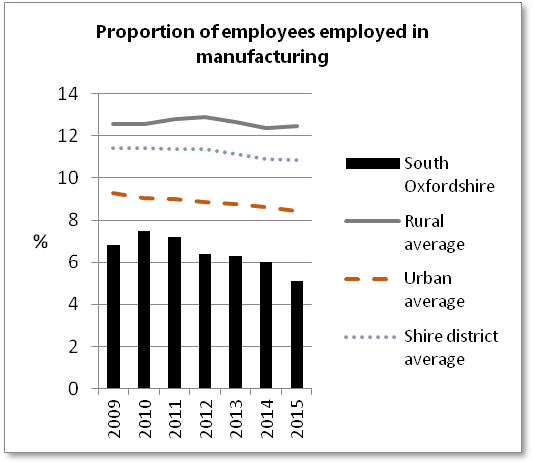 Proportion of employees employed in
manufacturing
14
12
10
8
6
4
2
0
%
2009
2010
2011
2012
2013
2014
2015
South
Oxfordshire
Rural
average
Urban
average
Shire district
average